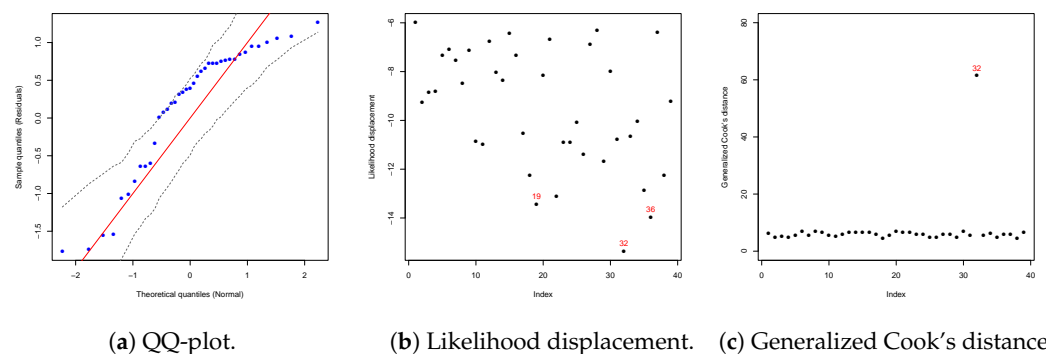 1.0
0.5
0.0
−0.5
−1.0
−1.5
Sample quantiles (Residuals)
−2 −1 0 1 2
Theoretical quantiles (Normal)
−6
−8
−10
−12
−14
Likelihood displacement
19
36
32
0 10 20 30 40
Index
80
60
40
20
0
Generalized Cook's distance
32
0 10 20 30 40
Index
(a) QQ-plot.
(b) Likelihood displacement.
(c) Generalized Cook's distance